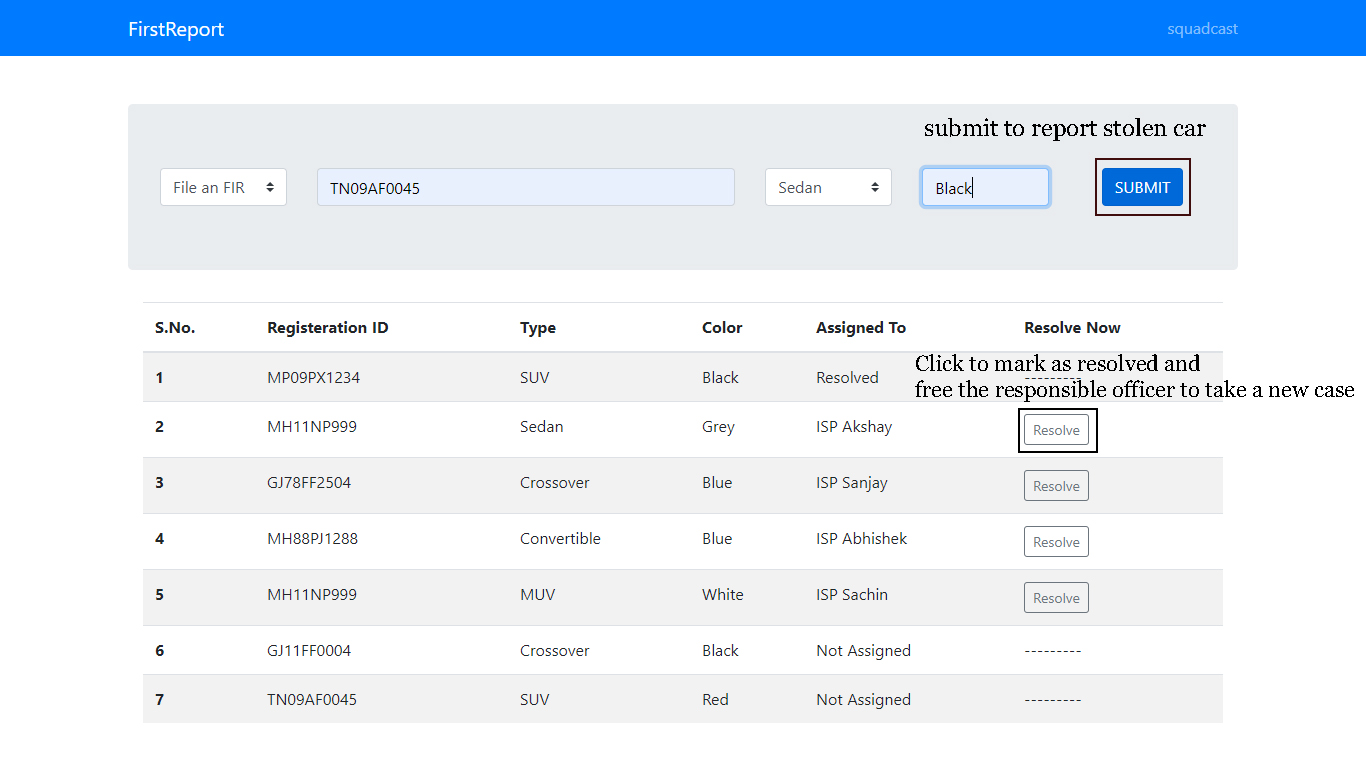 FirstReport squadcast
submit to report stolen car
File an FIR TN09AF0045 Sedan Black SUBMIT
S.No. Registeration ID Type Color Assigned To Resolve Now
Click to mark as resolved and
1 MP09PX1234 SUV Black Resolved ---------
free the responsible officer to take a new case
2 MH11NP999 Sedan Grey ISP Akshay Resolve
3 GJ78FF2504 Crossover Blue ISP Sanjay Resolve
4 MH88PJ1288 Convertible Blue ISP Abhishek Resolve
5 MH11NP999 MUV White ISP Sachin Resolve
6 GJ11FF0004 Crossover Black Not Assigned ---------
7 TN09AF0045 SUV Red Not Assigned ---------